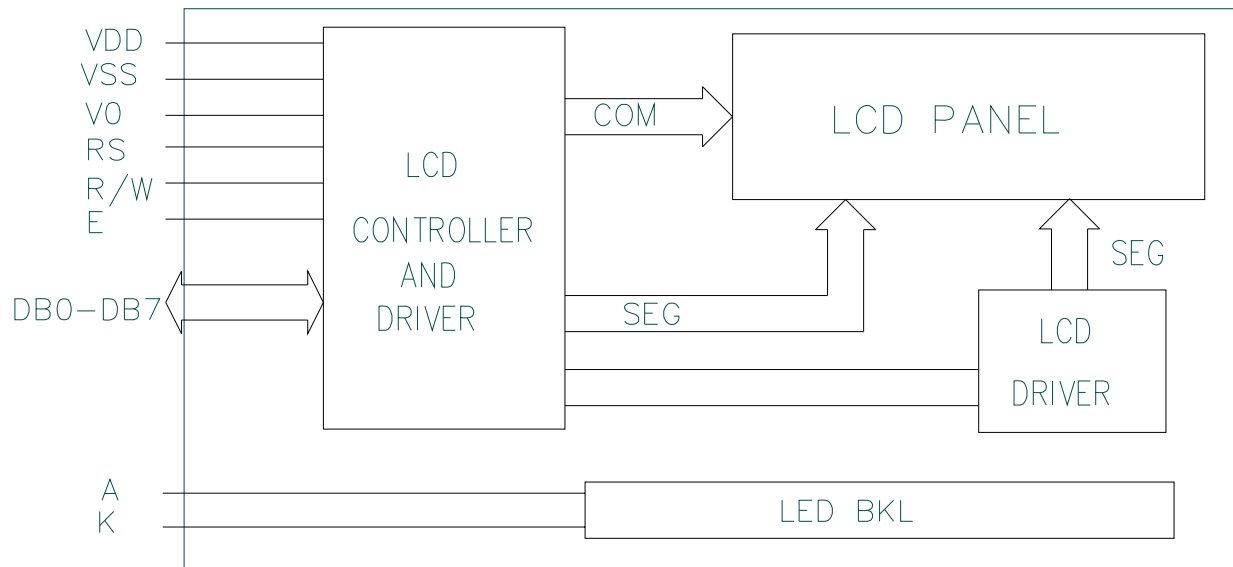 VDD
VSS
V0
RS
R/W
E
DB0-DB7
LCD
CONTROLLER
AND
DRIVER
COM
LCD PANEL
SEG
SEG
LCD
DRIVER
A
K
LED BKL